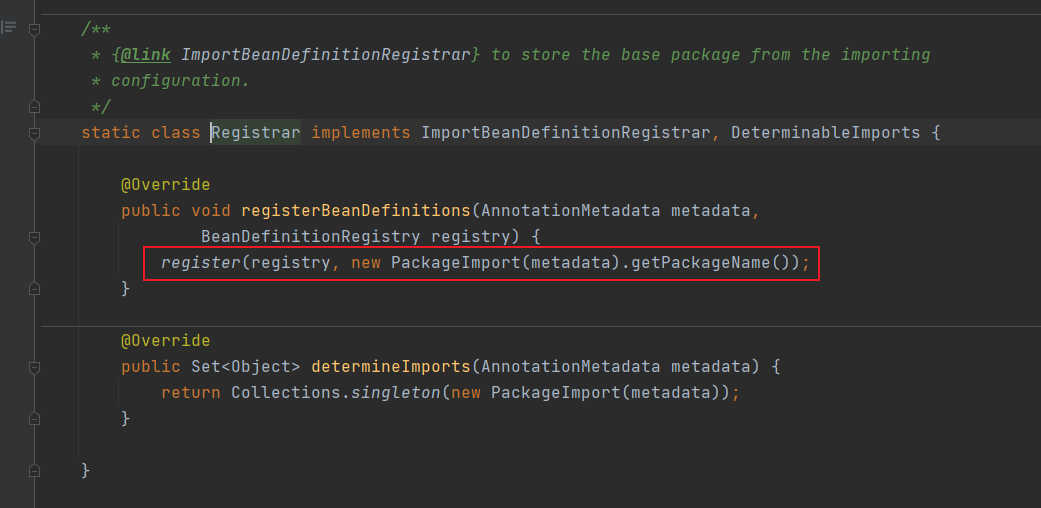 /**
* {@link ImportBeanDefinitionRegistrar} to store the base package from the importing
* configuration.
*/
static class Registrar implements ImportBeanDefinitionRegistrar, DeterminableImports {
@Override
public void registerBeanDefinitions(AnnotationMetadata metadata,
BeanDefinitionRegistry registry) {
register(registry, new PackageImport(metadata).getPackageName());
}
@Override
public Set<Object> determineImports(AnnotationMetadata metadata) {
return Collections.singleton(new PackageImport(metadata));
}
}